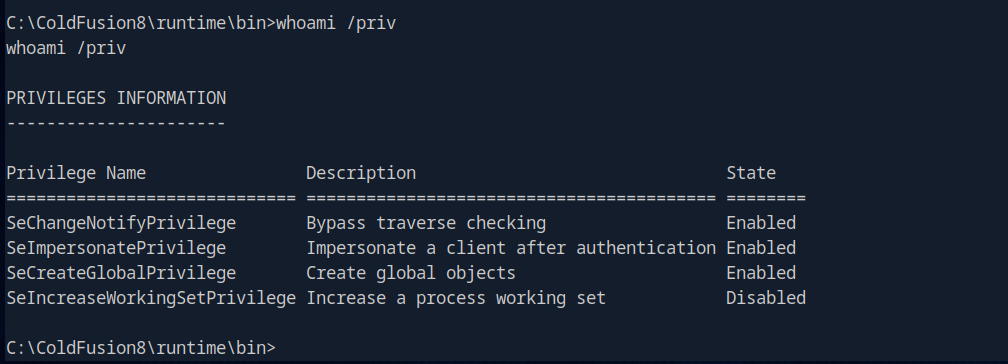 C:\ColdFusion8\runtime\bin>whoami /priv
whoami /priv
PRIVILEGES INFORMATION
----------------------
Privilege Name                Description                               State
============================= ========================================= ========
SeChangeNotifyPrivilege       Bypass traverse checking                  Enabled
SeImpersonatePrivilege        Impersonate a client after authentication Enabled
SeCreateGlobalPrivilege       Create global objects                     Enabled
SeIncreaseWorkingSetPrivilege Increase a process working set            Disabled
C:\ColdFusion8\runtime\bin>